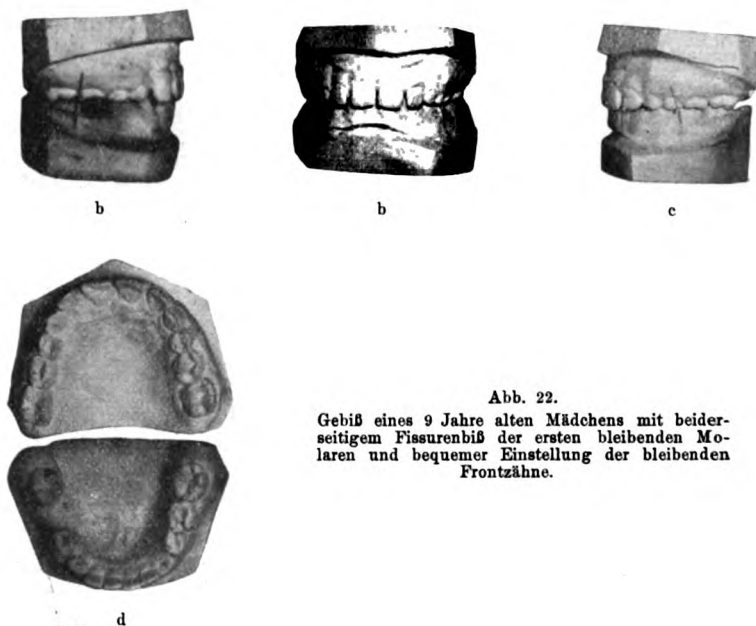 b
b
c
d
Abb. 22.
Gebiß eines 9 Jahre alten Mädchens mit beider-
seitigem Fissurenbiß der ersten bleibenden Mo-
laren und bequemer Einstellung der bleibenden
Frontzähne.